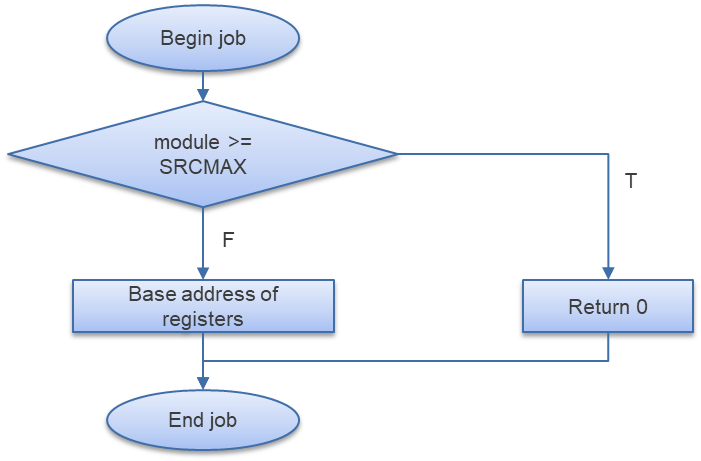 Begin job
module >=
SRCMAX
T
F
Base address of
registers
Return 0
End job